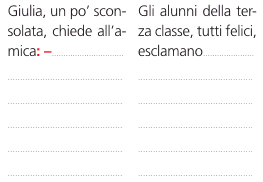 Giulia, un po' scon-
solata, chiede all'a-
mica: –
Gli alunni della ter-
za classe, tutti felici,
esclamano